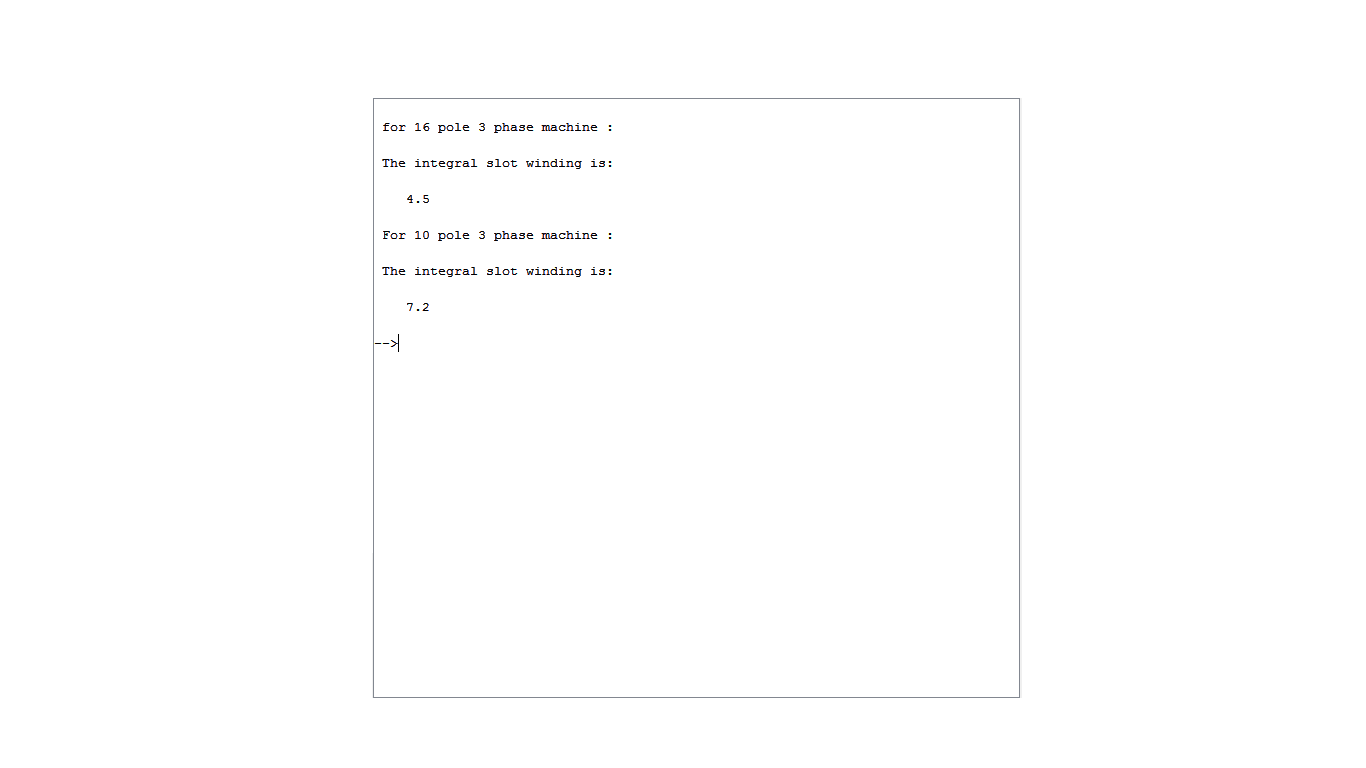 for 16 pole 3 phase machine :
The integral slot winding is:
4.5
For 10 pole 3 phase machine :
The integral slot winding is:
7.2
-->